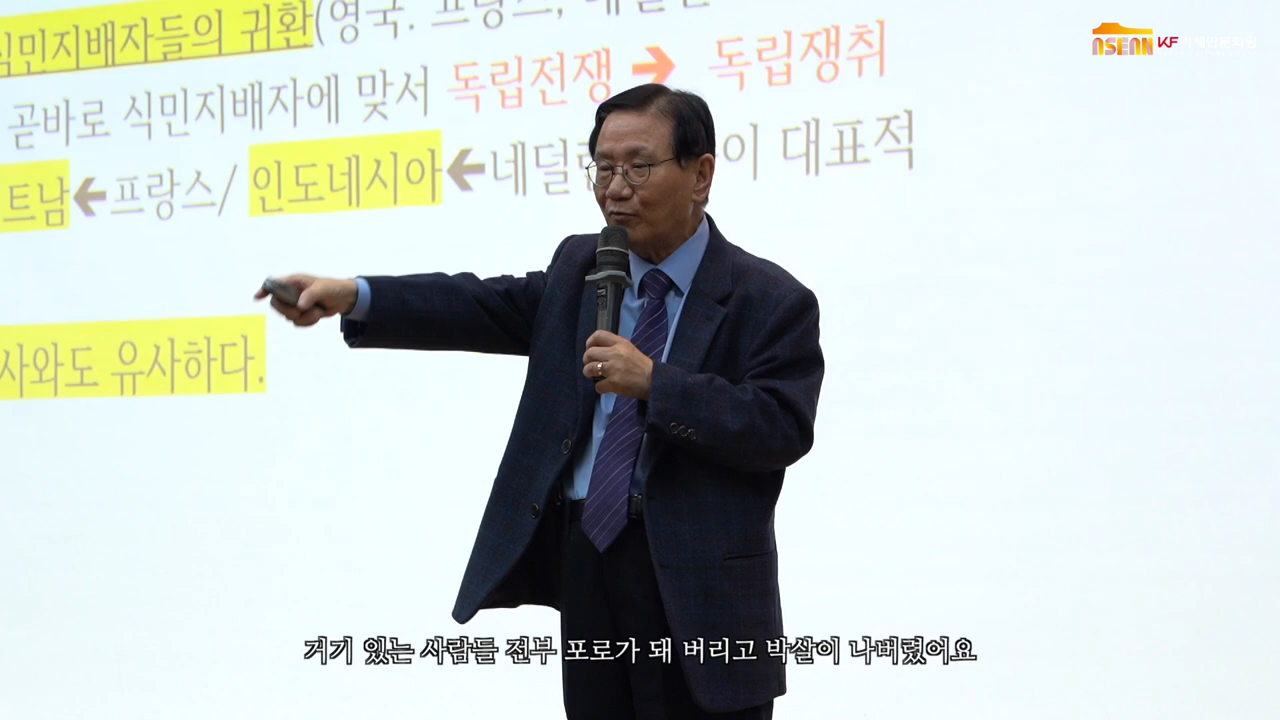 식민지배자들의 귀환(영국. 프랑스,
ASEAN KF
곧바로 식민지배자에 맞서 독립전쟁 → 독립쟁취
트남←프랑스/ 인도네시아← 이 대표적
사와도 유사하다.
거기 있는 사람들 전부 포로가 돼 버리고 박살이 나버렸어요